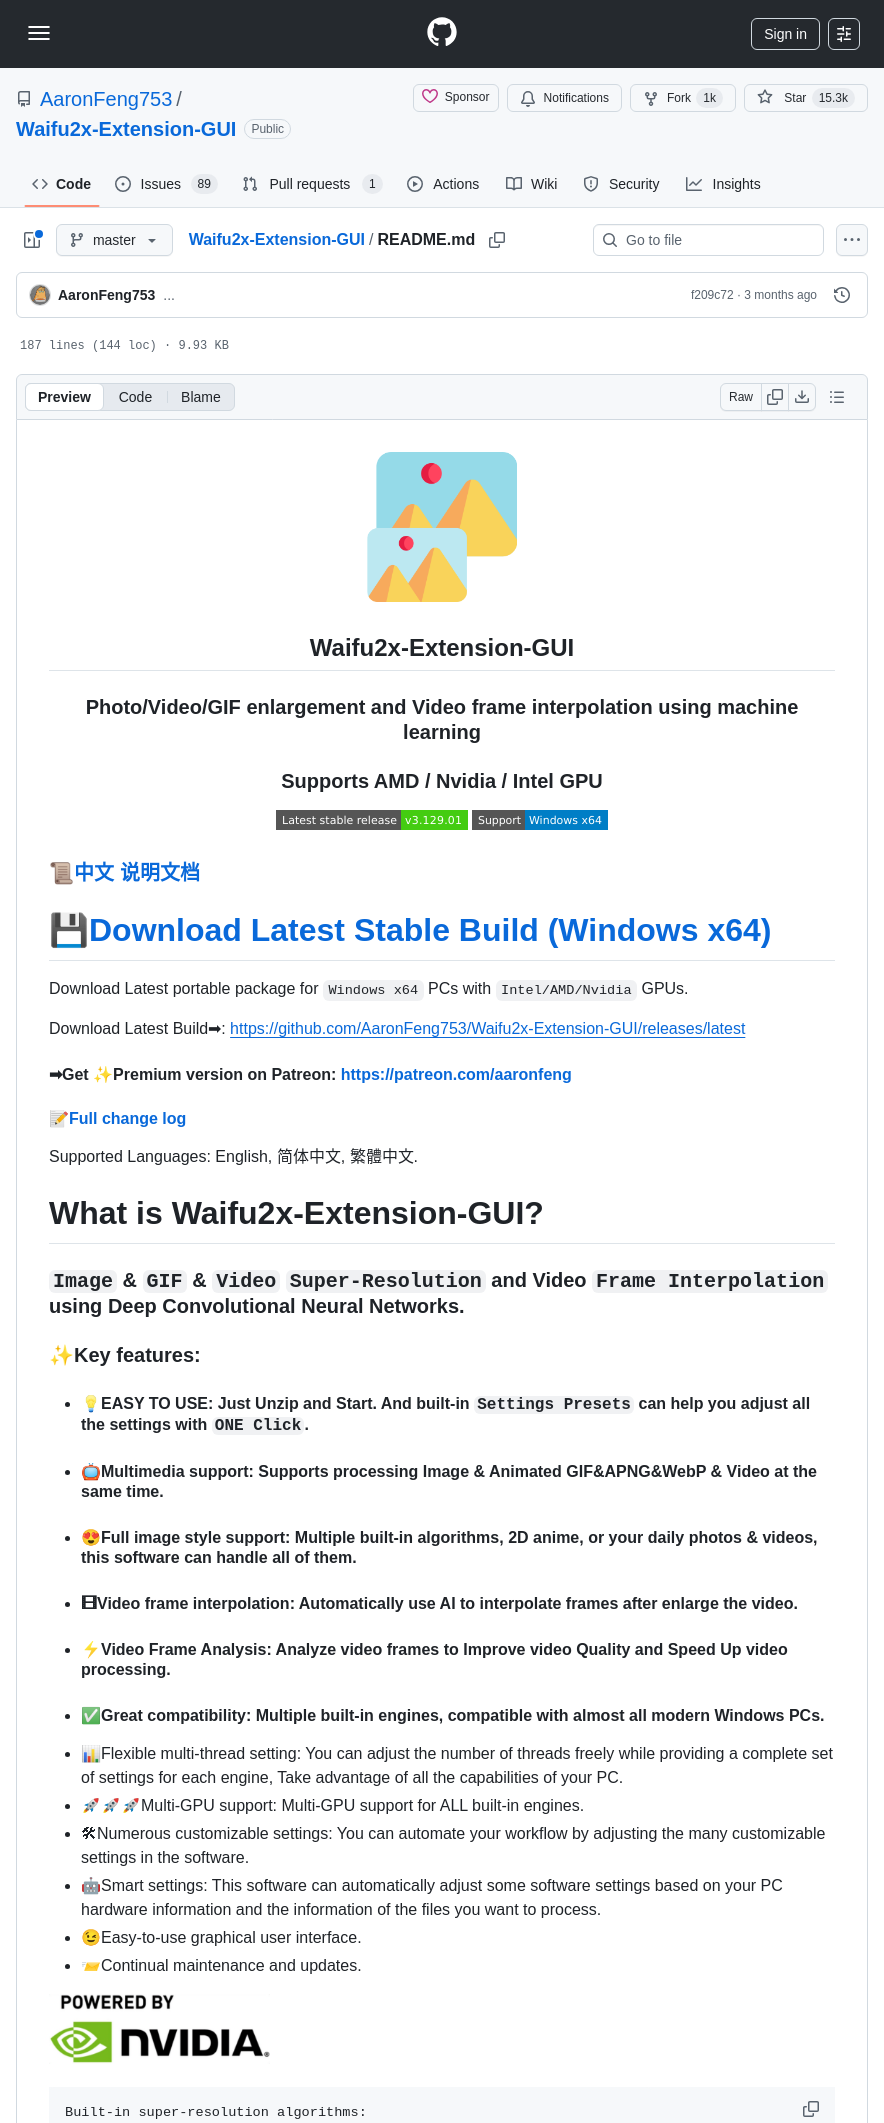 Sign in
AaronFeng753 /
Sponsor
Notifications
Fork 1k
Star 15.3k
Waifu2x-Extension-GUI Public
Code
Issues 89
Pull requests 1
Actions
Wiki
Security
Insights
master
Waifu2x-Extension-GUI / README.md
Go to file
AaronFeng753 ...
f209c72 · 3 months ago
187 lines (144 loc) · 9.93 KB
Preview Code Blame
Raw
Waifu2x-Extension-GUI
Photo/Video/GIF enlargement and Video frame interpolation using machine
learning
Supports AMD / Nvidia / Intel GPU
Latest stable release v3.129.01 Support Windows x64
📜中文 说明文档
💾Download Latest Stable Build (Windows x64)
Download Latest portable package for Windows x64 PCs with Intel/AMD/Nvidia GPUs.
Download Latest Build➡: https://github.com/AaronFeng753/Waifu2x-Extension-GUI/releases/latest
➡Get ✨Premium version on Patreon: https://patreon.com/aaronfeng
📝Full change log
Supported Languages: English, 简体中文, 繁體中文.
What is Waifu2x-Extension-GUI?
Image & GIF & Video Super-Resolution and Video Frame Interpolation
using Deep Convolutional Neural Networks.
✨Key features:
• 💡EASY TO USE: Just Unzip and Start. And built-in Settings Presets can help you adjust all
the settings with ONE Click.
• 📺Multimedia support: Supports processing Image & Animated GIF&APNG&WebP & Video at the
same time.
• 😍Full image style support: Multiple built-in algorithms, 2D anime, or your daily photos & videos,
this software can handle all of them.
• 🎞Video frame interpolation: Automatically use AI to interpolate frames after enlarge the video.
• ⚡Video Frame Analysis: Analyze video frames to Improve video Quality and Speed Up video
processing.
• ✅Great compatibility: Multiple built-in engines, compatible with almost all modern Windows PCs.
• 📊Flexible multi-thread setting: You can adjust the number of threads freely while providing a complete set
of settings for each engine, Take advantage of all the capabilities of your PC.
• 🚀🚀🚀Multi-GPU support: Multi-GPU support for ALL built-in engines.
• 🛠Numerous customizable settings: You can automate your workflow by adjusting the many customizable
settings in the software.
• 🤖Smart settings: This software can automatically adjust some software settings based on your PC
hardware information and the information of the files you want to process.
• 😉Easy-to-use graphical user interface.
• 📨Continual maintenance and updates.
POWERED BY
NVIDIA.
Built-in super-resolution algorithms: